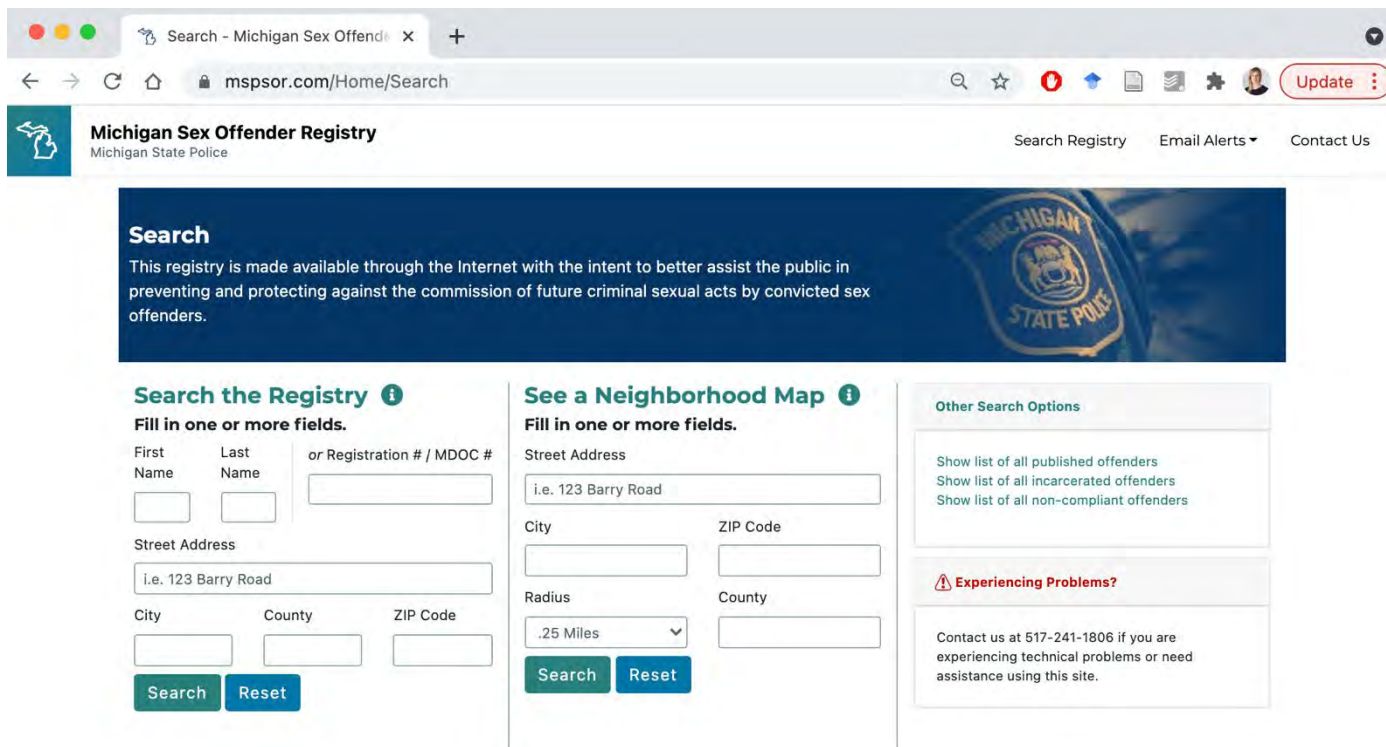 Search - Michigan Sex Offende
mspsor.com/Home/Search
Update
Michigan Sex Offender Registry
Michigan State Police
Search Registry
Email Alerts
Contact Us
Search
This registry is made available through the Internet with the intent to better assist the public in
preventing and protecting against the commission of future criminal sexual acts by convicted sex
offenders.
MICHIGAN
STATE POLICE
Search the Registry
Fill in one or more fields.
First
Name
Last
Name
or Registration # / MDOC #
Street Address
i.e. 123 Barry Road
City
County
ZIP Code
Search
Reset
See a Neighborhood Map
Fill in one or more fields.
Street Address
i.e. 123 Barry Road
City
ZIP Code
Radius
County
.25 Miles
Search
Reset
Other Search Options
Show list of all published offenders
Show list of all incarcerated offenders
Show list of all non-compliant offenders
Experiencing Problems?
Contact us at 517-241-1806 if you are
experiencing technical problems or need
assistance using this site.